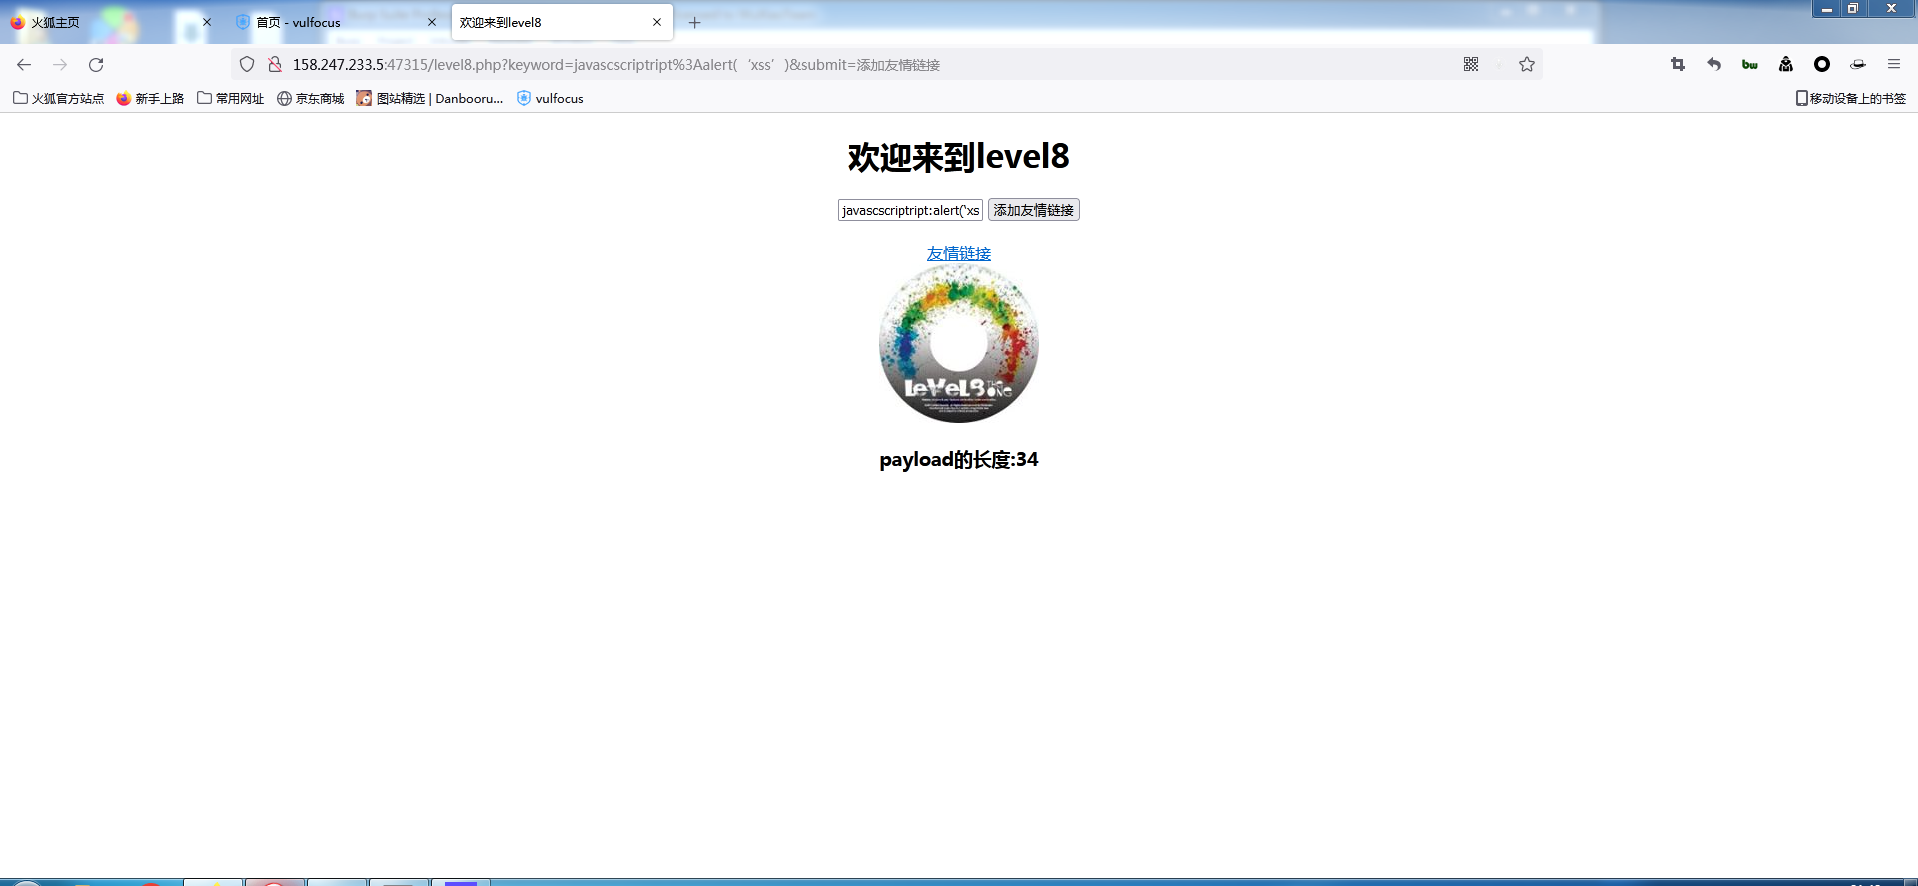 火狐主页
首页 - vulfocus
欢迎来到level8
158.247.233.5:47315/level8.php?keyword=javascscriptript%3Aalert(‘xss’)&submit=添加友情链接
火狐官方站点
新手上路
常用网址
京东商城
图站精选 | Danbooru...
vulfocus
移动设备上的书签
欢迎来到level8
javascscriptript:alert(‘xs
添加友情链接
友情链接
LeVeL8 THE SONG
payload的长度:34